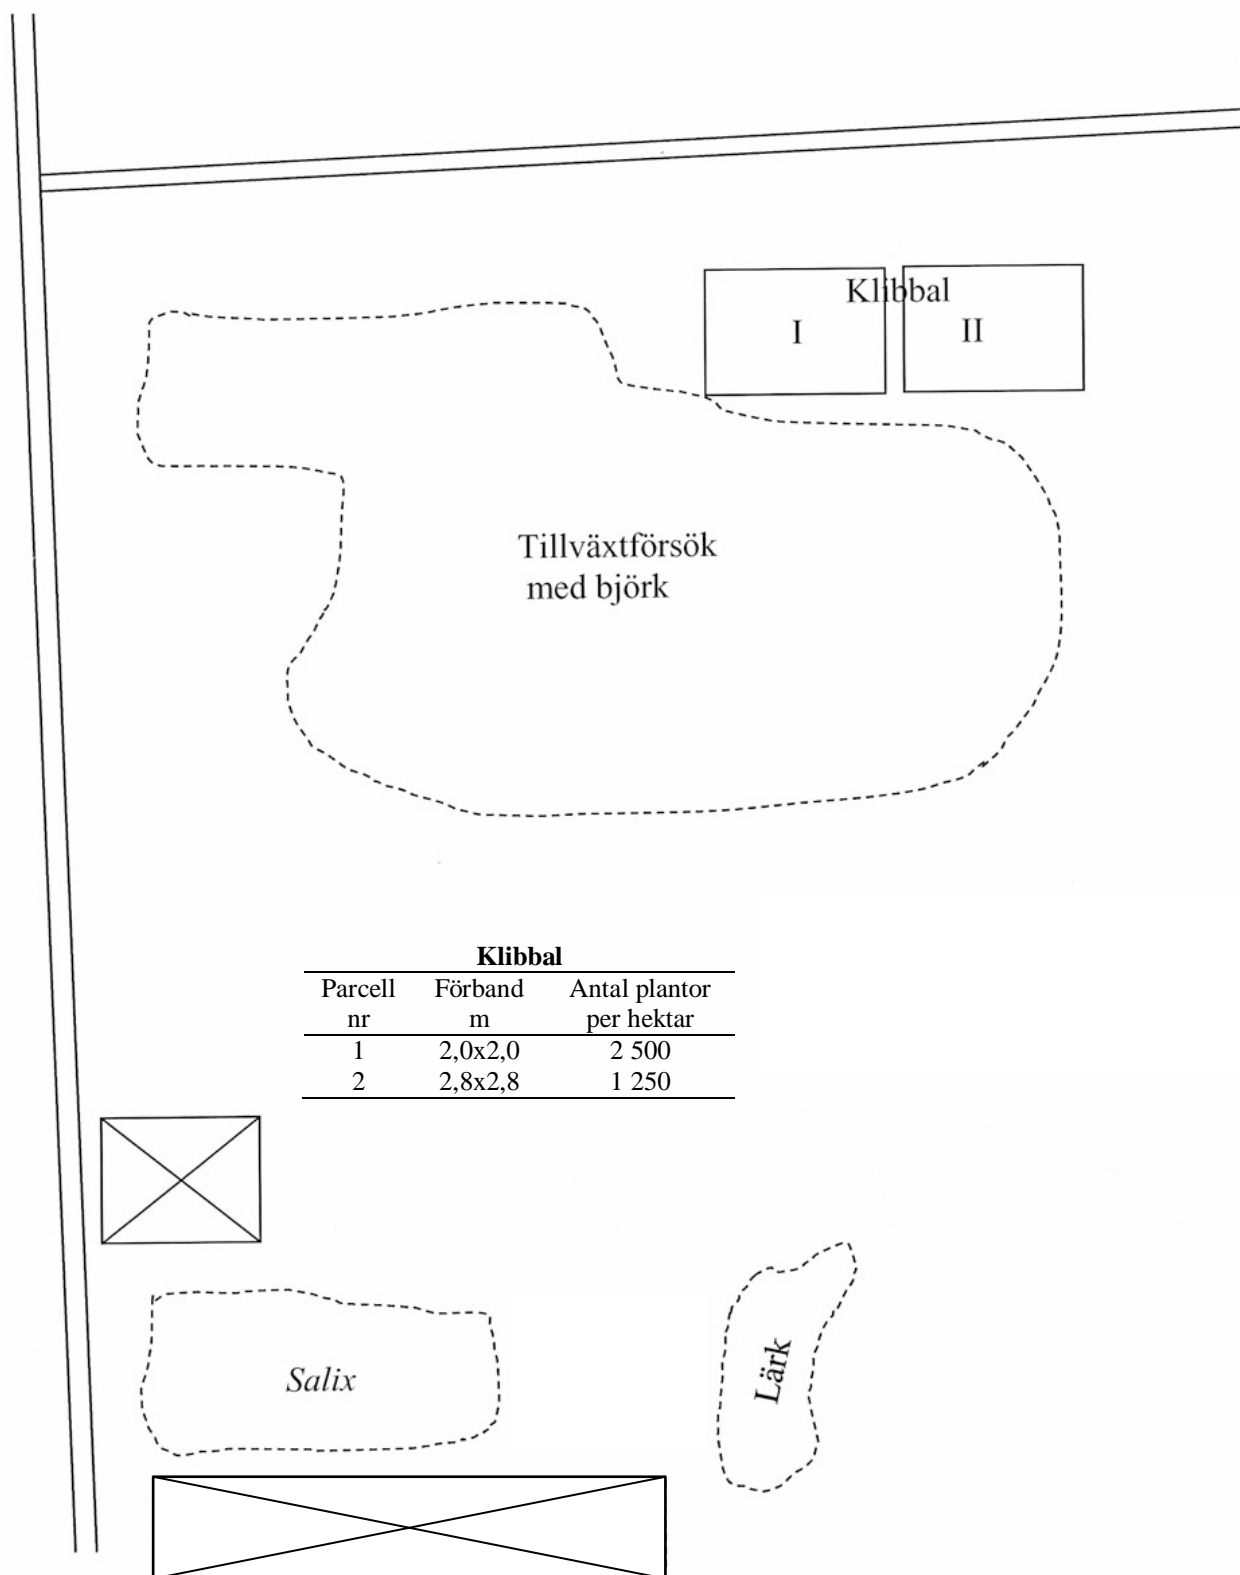 Klibbal
I II
Tillväxtförsök
med björk
Klibbal
Parcell Förband Antal plantor
nr m per hektar
1 2,0x2,0 2 500
2 2,8x2,8 1 250
Salix
Lärk